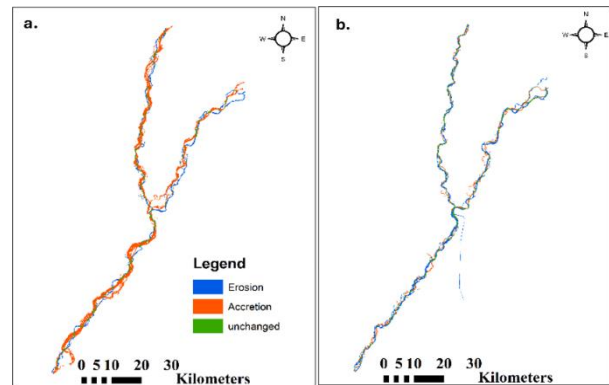 a.
N
W E
S
Legend
Erosion
Accretion
unchanged
0 5 10 20 30
Kilometers
b.
N
W E
S
0 5 10 20 30
Kilometers